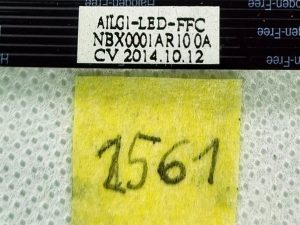 Halogen-Free
AILG1-LED-FFC
NBX0001AR10 0A
CV 2014.10.12
1561